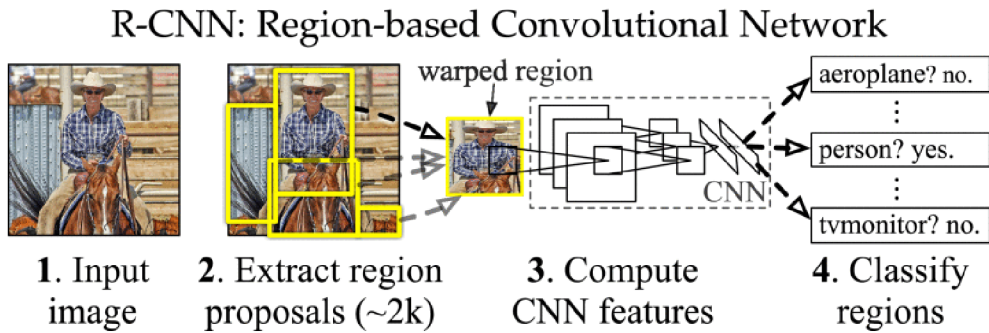 R-CNN: Region-based Convolutional Network
warped region
aeroplane? no.
person? yes.
CNN
tvmonitor? no.
1. Input image
2. Extract region proposals (~2k)
3. Compute CNN features
4. Classify regions